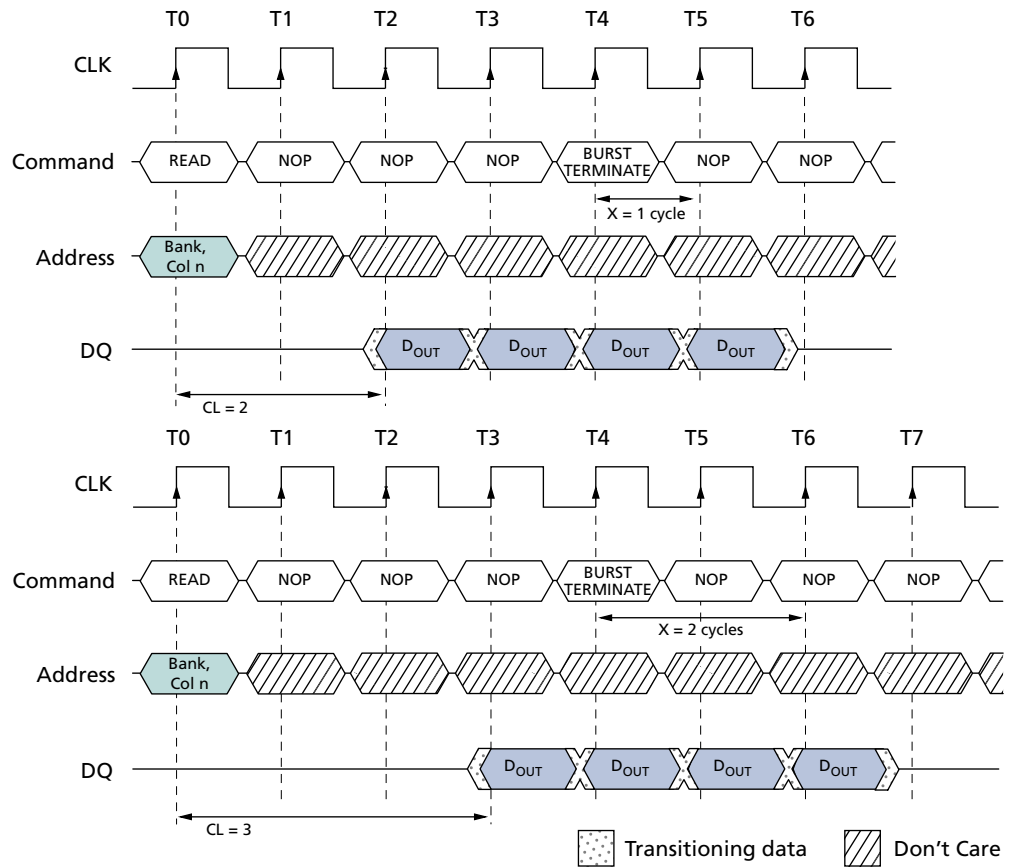 T0 T1 T2 T3 T4 T5 T6
CLK
Command READ NOP NOP NOP BURST TERMINATE NOP NOP
X = 1 cycle
Address Bank, Col n
DQ DOUT DOUT DOUT DOUT
CL = 2
T0 T1 T2 T3 T4 T5 T6 T7
CLK
Command READ NOP NOP NOP BURST TERMINATE NOP NOP NOP
X = 2 cycles
Address Bank, Col n
DQ DOUT DOUT DOUT DOUT
CL = 3
Transitioning data Don't Care